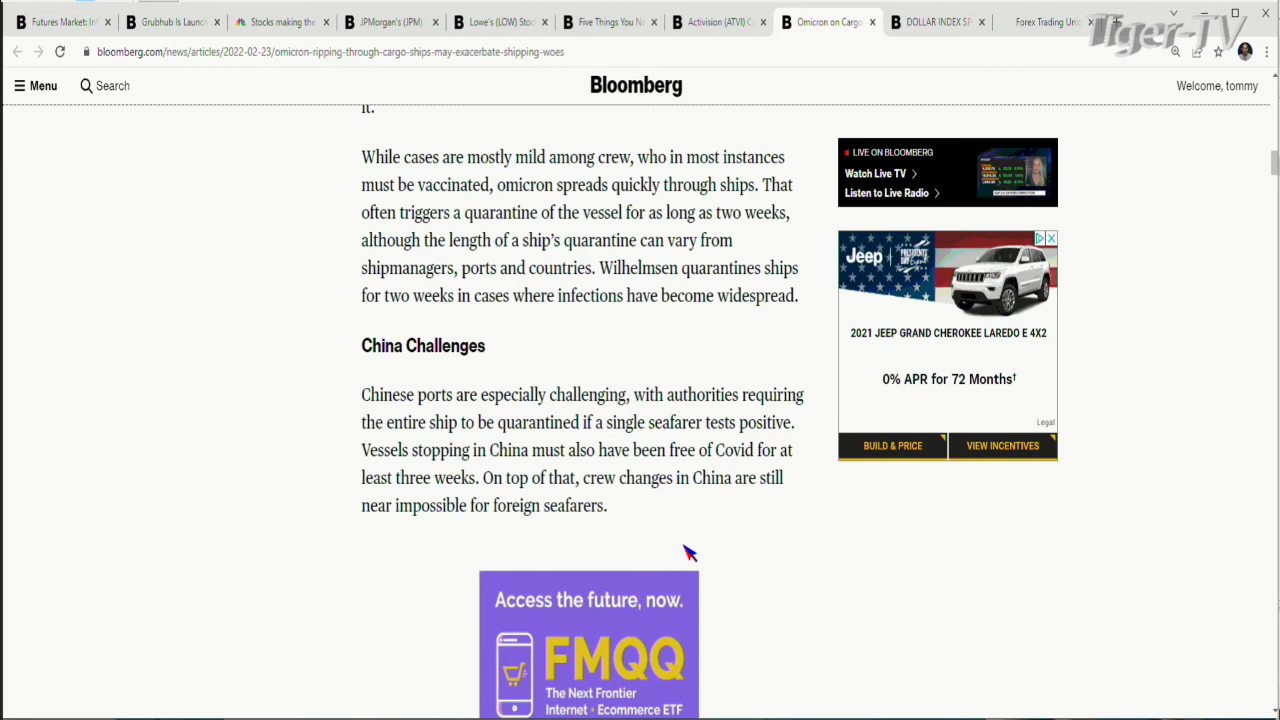 Futures Market: In
Grubhub Is Launc
Stocks making the
JPMorgan's (JPM)
Lowe's (LOW) Stoc
Five Things You Ne
Activision (ATVI) C
Omicron on Cargo
DOLLAR INDEX SP
Forex Trading Unl
Tiger-TV
bloomberg.com/news/articles/2022-02-23/omicron-ripping-through-cargo-ships-may-exacerbate-shipping-woes
Menu
Search
Bloomberg
Welcome, tommy
it.
While cases are mostly mild among crew, who in most instances
must be vaccinated, omicron spreads quickly through ships. That
often triggers a quarantine of the vessel for as long as two weeks,
although the length of a ship's quarantine can vary from
shipmanagers, ports and countries. Wilhelmsen quarantines ships
for two weeks in cases where infections have become widespread.
China Challenges
Chinese ports are especially challenging, with authorities requiring
the entire ship to be quarantined if a single seafarer tests positive.
Vessels stopping in China must also have been free of Covid for at
least three weeks. On top of that, crew changes in China are still
near impossible for foreign seafarers.
LIVE ON BLOOMBERG
Watch Live TV
Listen to Live Radio
Jeep
PRESIDENTS
DAY Event
2021 JEEP GRAND CHEROKEE LAREDO E 4X2
0% APR for 72 Months†
Legal
BUILD & PRICE
VIEW INCENTIVES
Access the future, now.
FMQQ
The Next Frontier
Internet + Ecommerce ETF